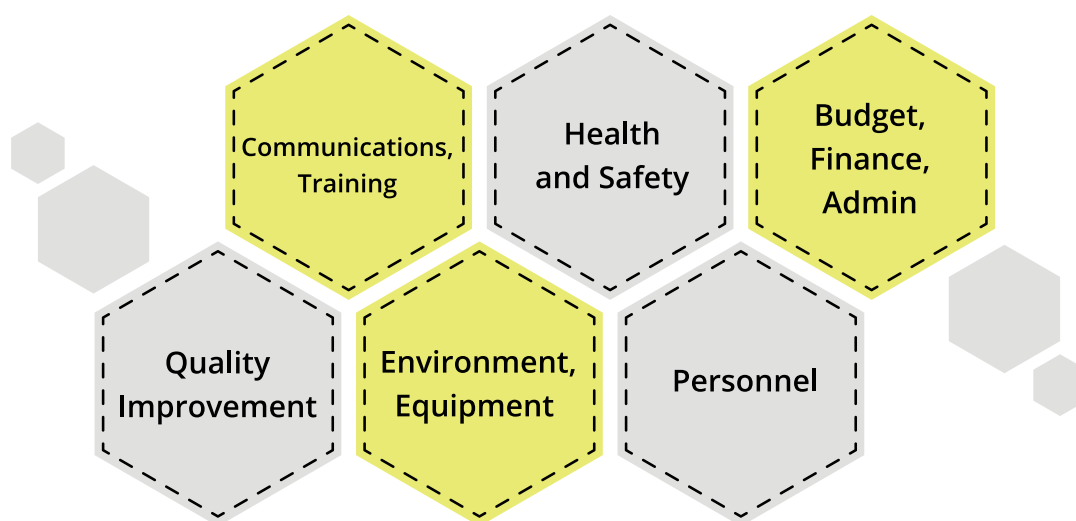 Communications,
Training
Health
and Safety
Budget,
Finance,
Admin
Quality
Improvement
Environment,
Equipment
Personnel